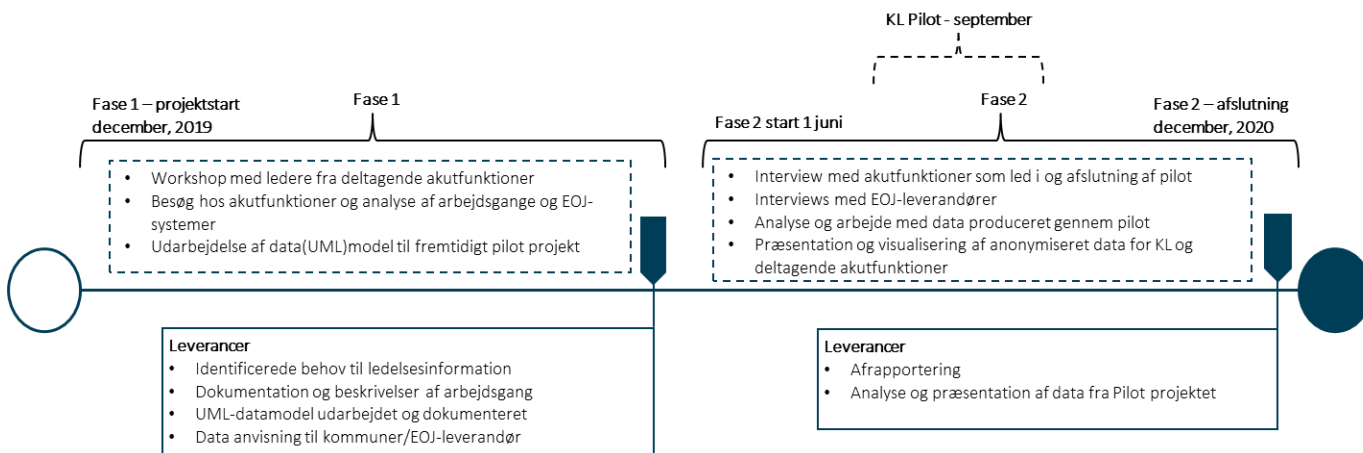 KL Pilot - september
Fase 1 – projektstart
december, 2019
Fase 1
• Workshop med ledere fra deltagende akutfunktioner
• Besøg hos akutfunktioner og analyse af arbejdsgange og EOJ-
systemer
• Udarbejdelse af data(UML)model til fremtidigt pilot projekt
Fase 2 start 1 juni
Fase 2
Fase 2 – afslutning
december, 2020
• Interview med akutfunktioner som led i og afslutning af pilot
• Interviews med EOJ-leverandører
• Analyse og arbejde med data produceret gennem pilot
• Præsentation og visualisering af anonymiseret data for KL og
deltagende akutfunktioner
Leverancer
• Identificerede behov til ledelsesinformation
• Dokumentation og beskrivelser af arbejdsgang
• UML-datamodel udarbejdet og dokumenteret
• Data anvisning til kommuner/EOJ-leverandør
Leverancer
• Afrapportering
• Analyse og præsentation af data fra Pilot projektet